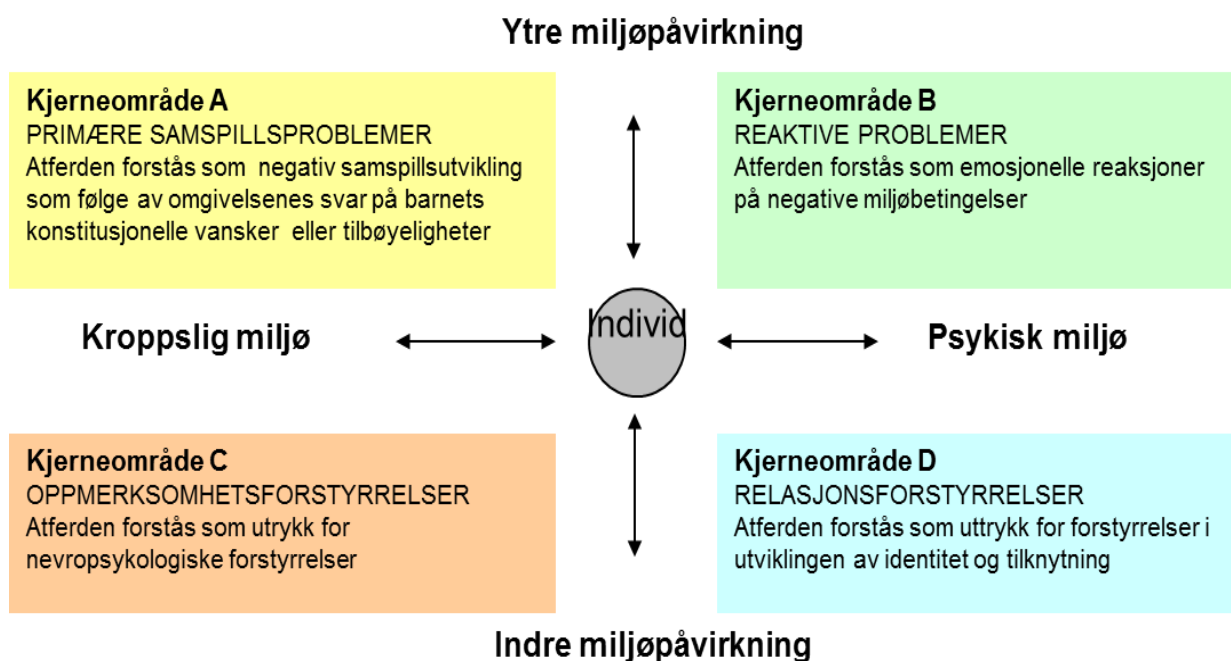 Ytre miljøpåvirkning
Kjerneområde A
PRIMÆRE SAMSPILLSPROBLEMER
Atferden forstås som negativ samspillsutvikling
som følge av omgivelsenes svar på barnets
konstitusjonelle vansker eller tilbøyeligheter
Kjerneområde B
REAKTIVE PROBLEMER
Atferden forstås som emosjonelle reaksjoner
på negative miljøbetingelser
Kroppslig miljø
Individ
Psykisk miljø
Kjerneområde C
OPPMERKSOMHETSFORSTYRRELSER
Atferden forstås som utrykk for
nevropsykologiske forstyrrelser
Kjerneområde D
RELASJONSFORSTYRRELSER
Atferden forstås som uttrykk for forstyrrelser i
utviklingen av identitet og tilknytning
Indre miljøpåvirkning